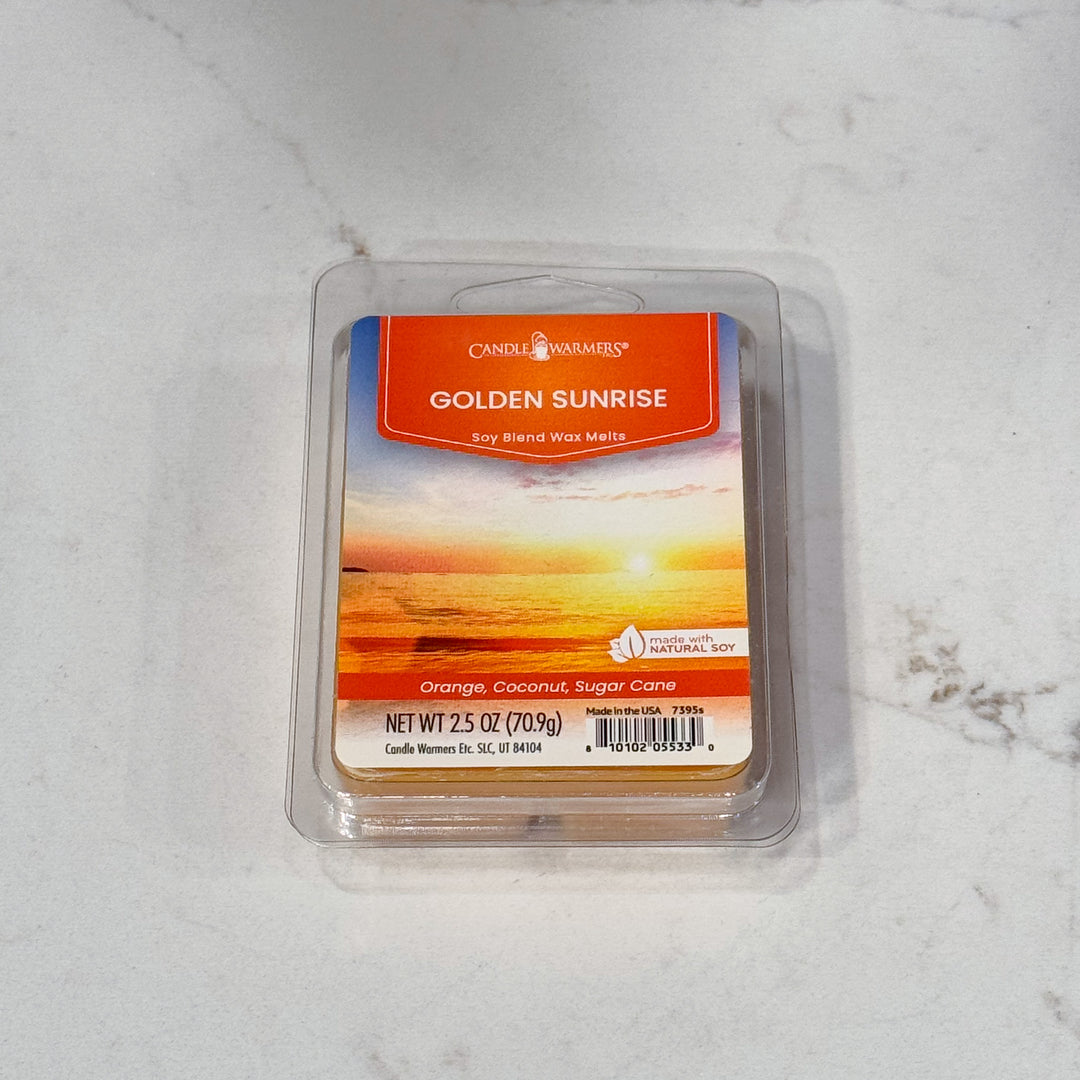 CANDLE WARMERS®
GOLDEN SUNRISE
Soy Blend Wax Melts
made with
NATURAL SOY
Orange, Coconut, Sugar Cane
NET WT 2.5 OZ (70.9g)
Candle Warmers Etc. SLC, UT 84104
Made in the USA 7395s
8 10102 05533 0